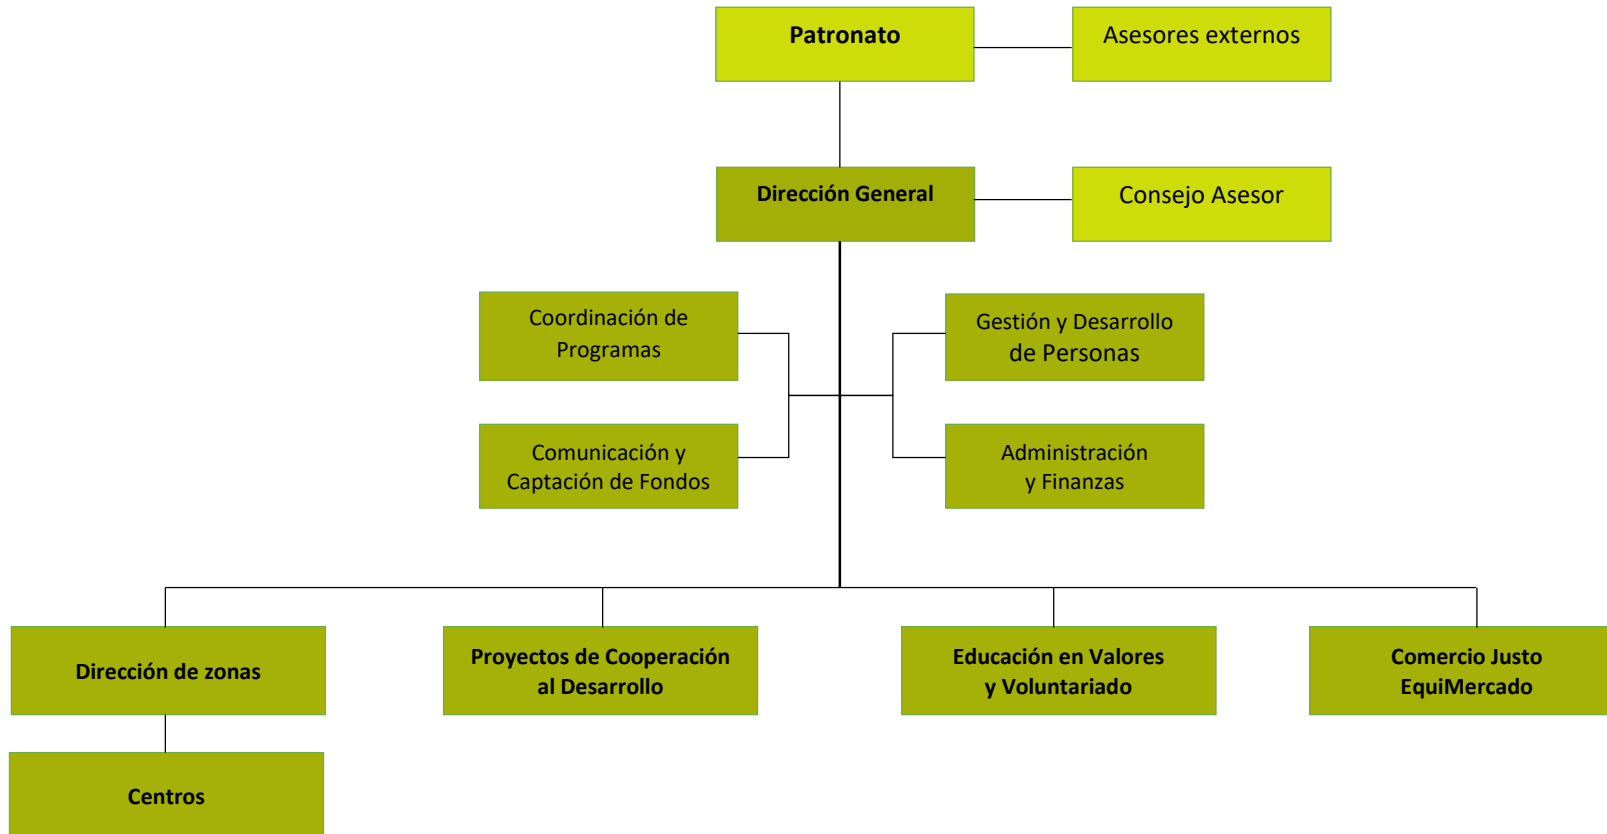 Patronato
Asesores externos
Dirección General
Consejo Asesor
Coordinación de
Programas
Gestión y Desarrollo
de Personas
Comunicación y
Captación de Fondos
Administración
y Finanzas
Dirección de zonas
Proyectos de Cooperación
al Desarrollo
Educación en Valores
y Voluntariado
Comercio Justo
EquiMercado
Centros